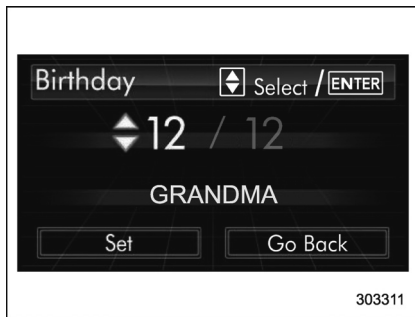 Birthday Select / ENTER
12 / 12
GRANDMA
Set Go Back
303311